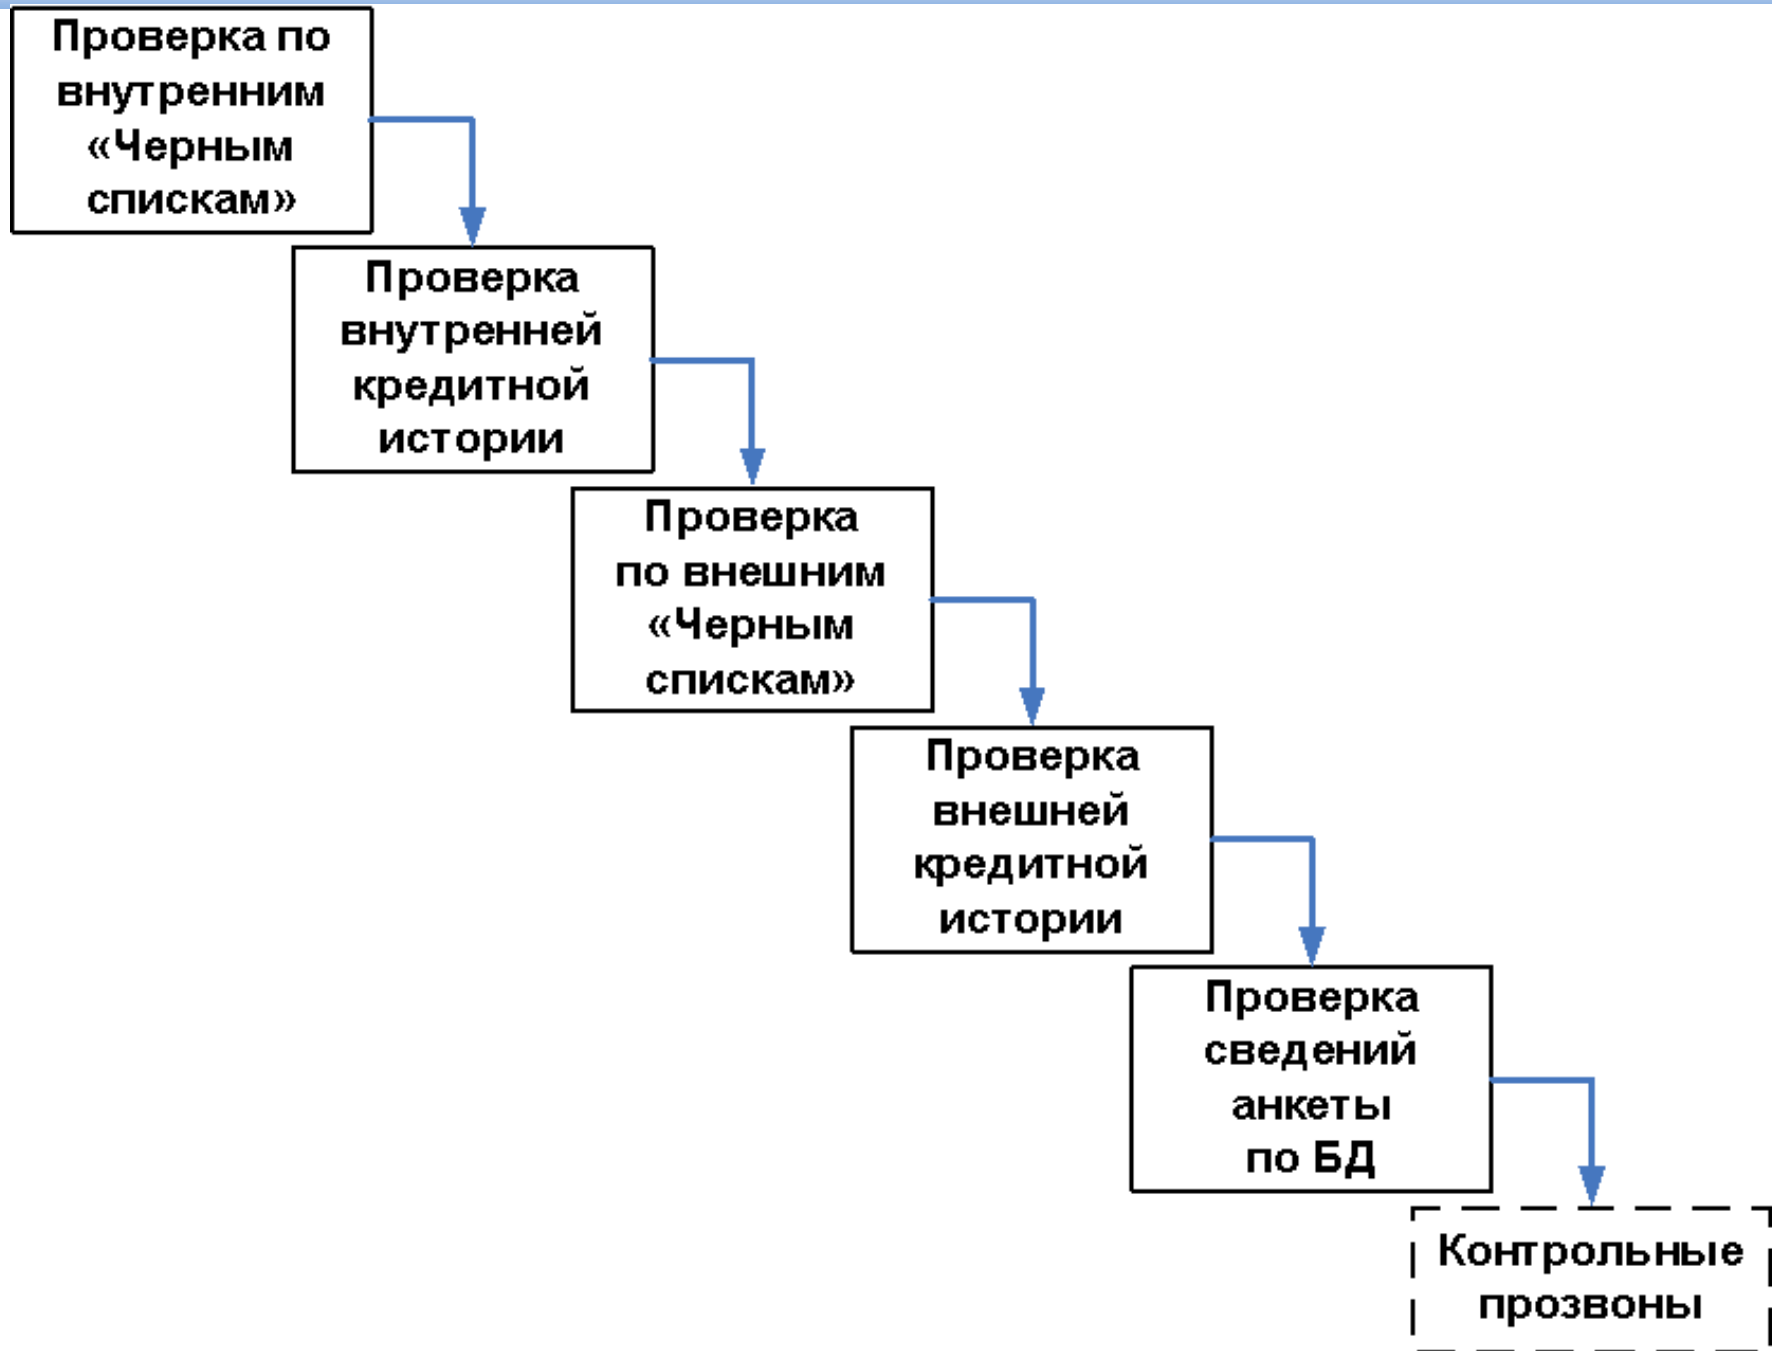 Проверка по
внутренним
«Черным
спискам»
Проверка
внутренней
кредитной
истории
Проверка
по внешним
«Черным
спискам»
Проверка
внешней
кредитной
истории
Проверка
сведений
анкеты
по БД
Контрольные
прозвоны